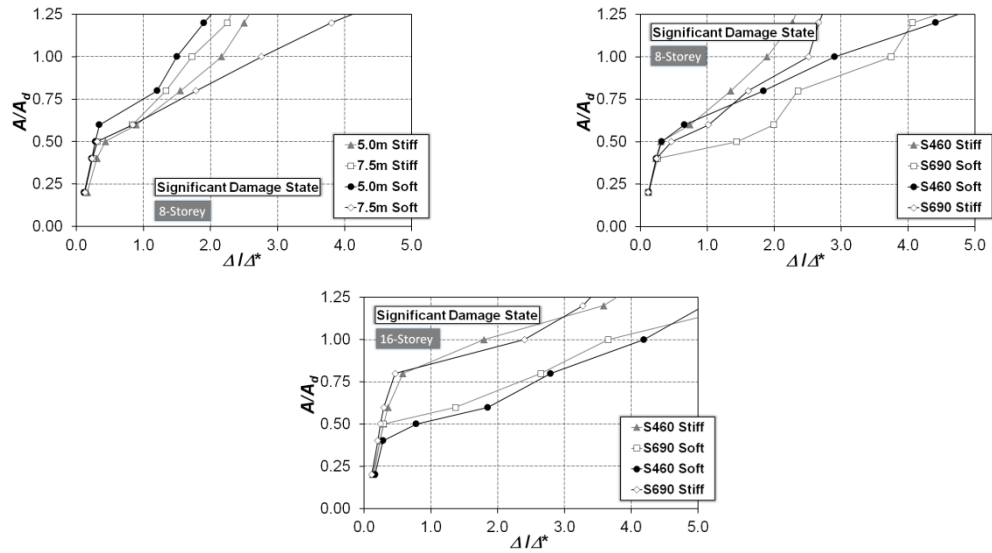 1.25
1.00
0.75
0.50
0.25
0.00
A/A_d
Significant Damage State
8-Storey
5.0m Stiff
7.5m Stiff
5.0m Soft
7.5m Soft
0.0 1.0 2.0 3.0 4.0 5.0
Δ/Δ*
1.25
1.00
0.75
0.50
0.25
0.00
A/A_d
Significant Damage State
8-Storey
S460 Stiff
S690 Soft
S460 Soft
S690 Stiff
0.0 1.0 2.0 3.0 4.0 5.0
Δ/Δ*
1.25
1.00
0.75
0.50
0.25
0.00
A/A_d
Significant Damage State
16-Storey
S460 Stiff
S690 Soft
S460 Soft
S690 Stiff
0.0 1.0 2.0 3.0 4.0 5.0
Δ/Δ*